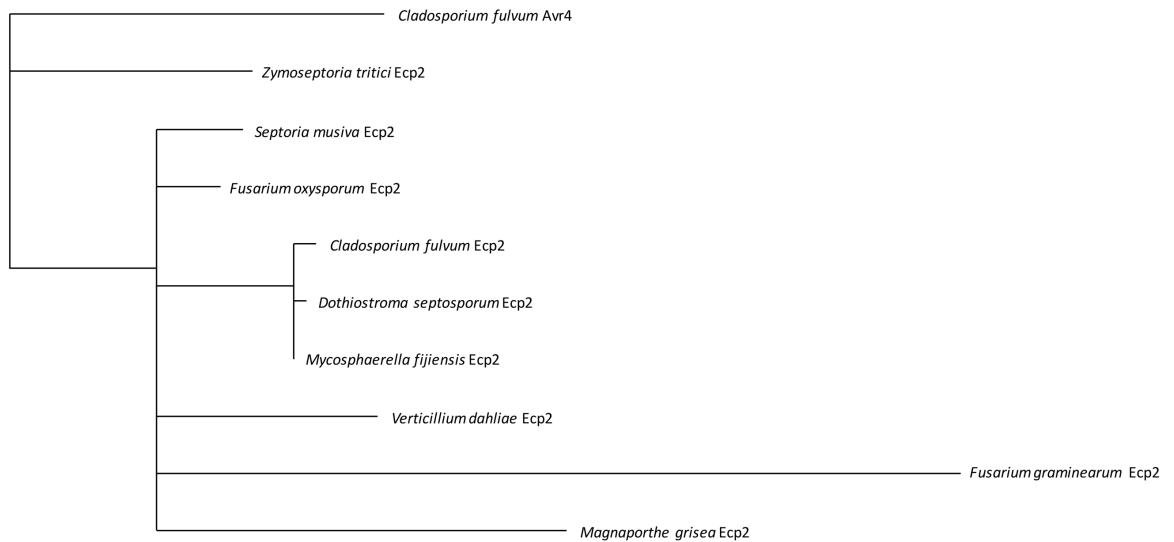 Cladosporium fulvum Avr4
Zymoseptoria tritici Ecp2
Septoria musiva Ecp2
Fusarium oxysporum Ecp2
Cladosporium fulvum Ecp2
Dothiostroma septosporum Ecp2
Mycosphaerella fijiensis Ecp2
Verticillium dahliae Ecp2
Fusarium graminearum Ecp2
Magnaporthe grisea Ecp2